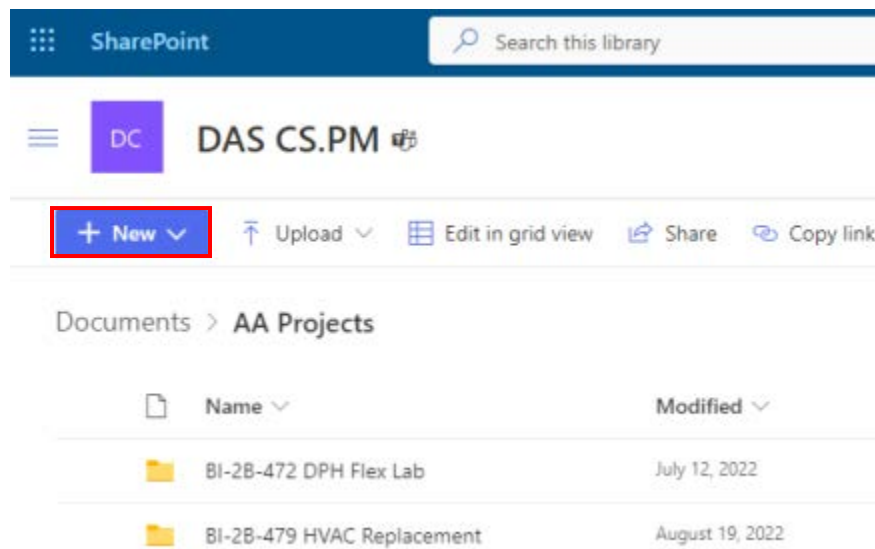 SharePoint Search this library
DC DAS CS.PM
+ New Upload Edit in grid view Share Copy link
Documents > AA Projects
Name Modified
BI-2B-472 DPH Flex Lab July 12, 2022
BI-2B-479 HVAC Replacement August 19, 2022